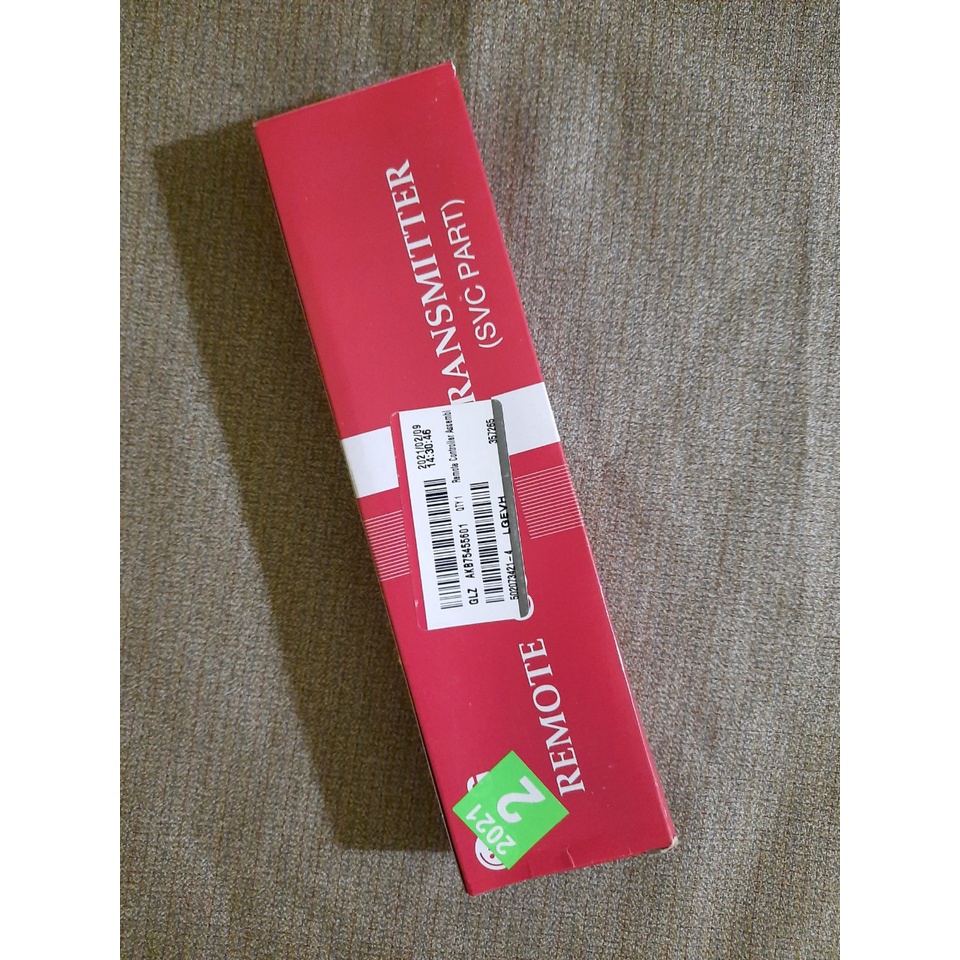 REMOTE
RANSMITTER
(SVC PART)
2021/02/09
14:30:46
GLZ AKB75455601 QTY 1 Remote Controller Assembl
357265
502073421-4 LGEVH
2021
2